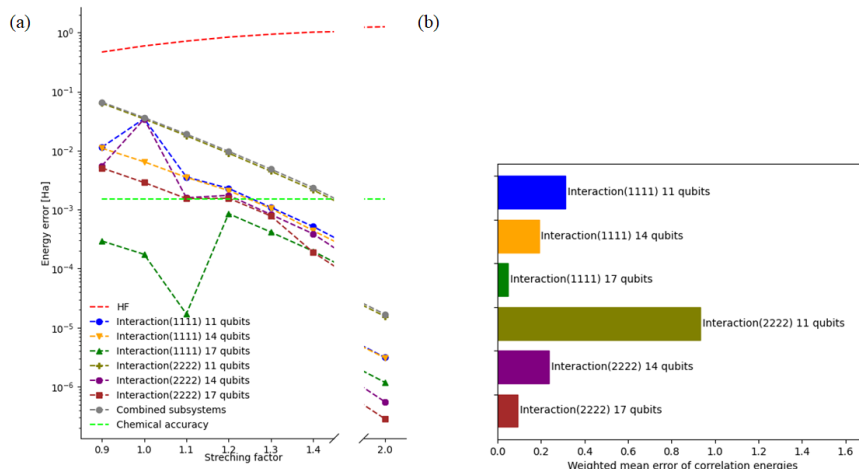 (a)
(b)
10⁰
10⁻¹
10⁻²
10⁻³
10⁻⁴
10⁻⁵
10⁻⁶
Energy error [Ha]
HF
Interaction(1111) 11 qubits
Interaction(1111) 14 qubits
Interaction(1111) 17 qubits
Interaction(2222) 11 qubits
Interaction(2222) 14 qubits
Interaction(2222) 17 qubits
Combined subsystems
Chemical accuracy
0.9 1.0 1.1 1.2 1.3 1.4 2.0
Streching factor
Interaction(1111) 11 qubits
Interaction(1111) 14 qubits
Interaction(1111) 17 qubits
Interaction(2222) 11 qubits
Interaction(2222) 14 qubits
Interaction(2222) 17 qubits
0.0 0.2 0.4 0.6 0.8 1.0 1.2 1.4 1.6
Weighted mean error of correlation energies